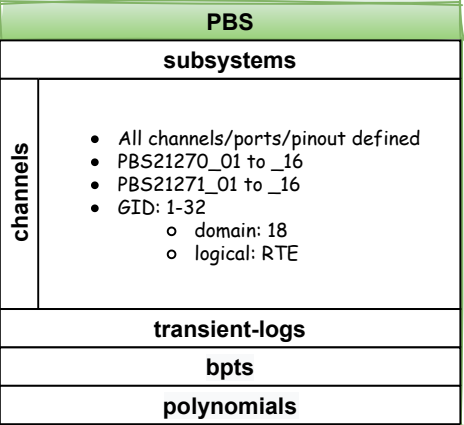 PBS
subsystems
channels
• All channels/ports/pinout defined
• PBS21270_01 to _16
• PBS21271_01 to _16
• GID: 1-32
o domain: 18
o logical: RTE
transient-logs
bpts
polynomials